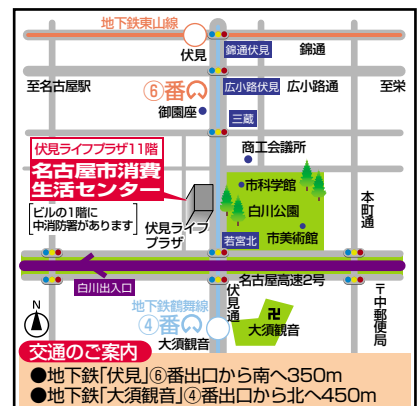 地下鉄東山線
伏見
錦通伏見
錦通
至名古屋駅
⑥番
広小路伏見
広小路通
至栄
御園座
三蔵
伏見ライフプラザ11階
商工会議所
名古屋市消費
生活センター
市科学館
白川公園
本町通
ビルの1階に
中消防署があります
伏見ライフ
プラザ
若宮北
市美術館
名古屋高速2号
白川出入口
伏見通
地下鉄鶴舞線
④番
大須観音
卍
大須観音
〒中郵便局
N
交通のご案内
●地下鉄「伏見」⑥番出口から南へ350m
●地下鉄「大須観音」④番出口から北へ450m